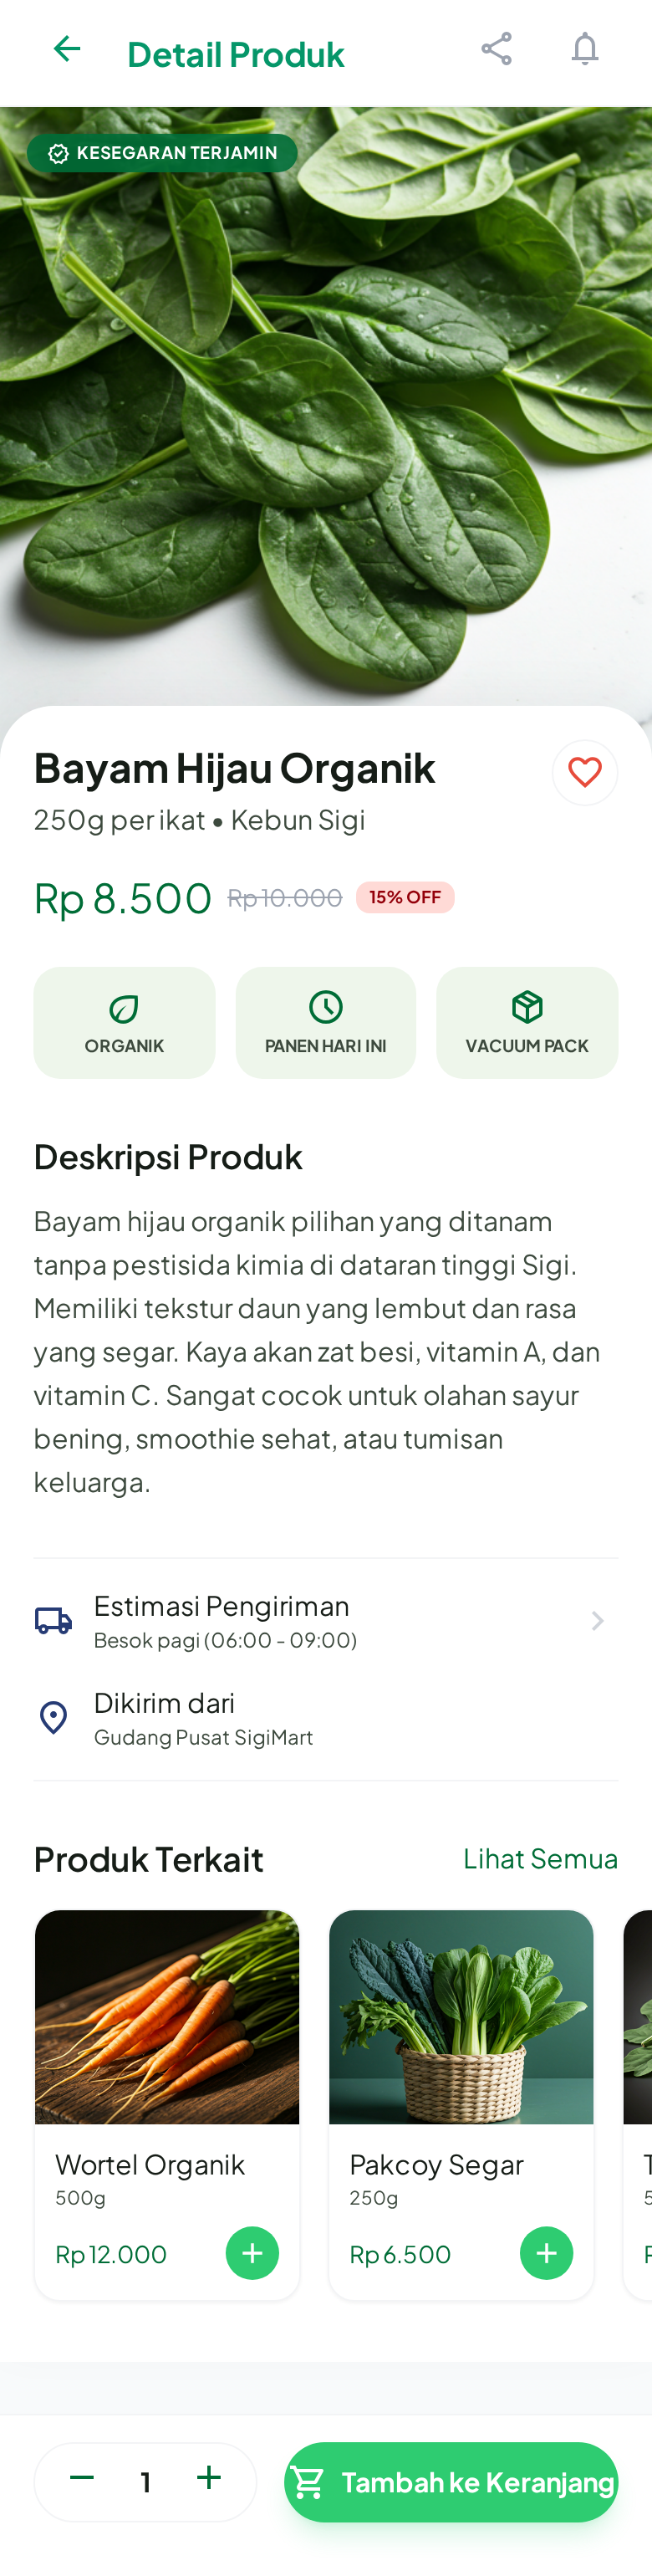 Detail Produk
KESEGARAN TERJAMIN
Bayam Hijau Organik
250g per ikat • Kebun Sigi
Rp 8.500 Rp 10.000 15% OFF
ORGANIK PANEN HARI INI VACUUM PACK
Deskripsi Produk
Bayam hijau organik pilihan yang ditanam
tanpa pestisida kimia di dataran tinggi Sigi.
Memiliki tekstur daun yang lembut dan rasa
yang segar. Kaya akan zat besi, vitamin A, dan
vitamin C. Sangat cocok untuk olahan sayur
bening, smoothie sehat, atau tumisan
keluarga.
Estimasi Pengiriman
Besok pagi (06:00 - 09:00)
Dikirim dari
Gudang Pusat SigiMart
Produk Terkait Lihat Semua
Wortel Organik
500g
Rp 12.000
Pakcoy Segar
250g
Rp 6.500
1
Tambah ke Keranjang